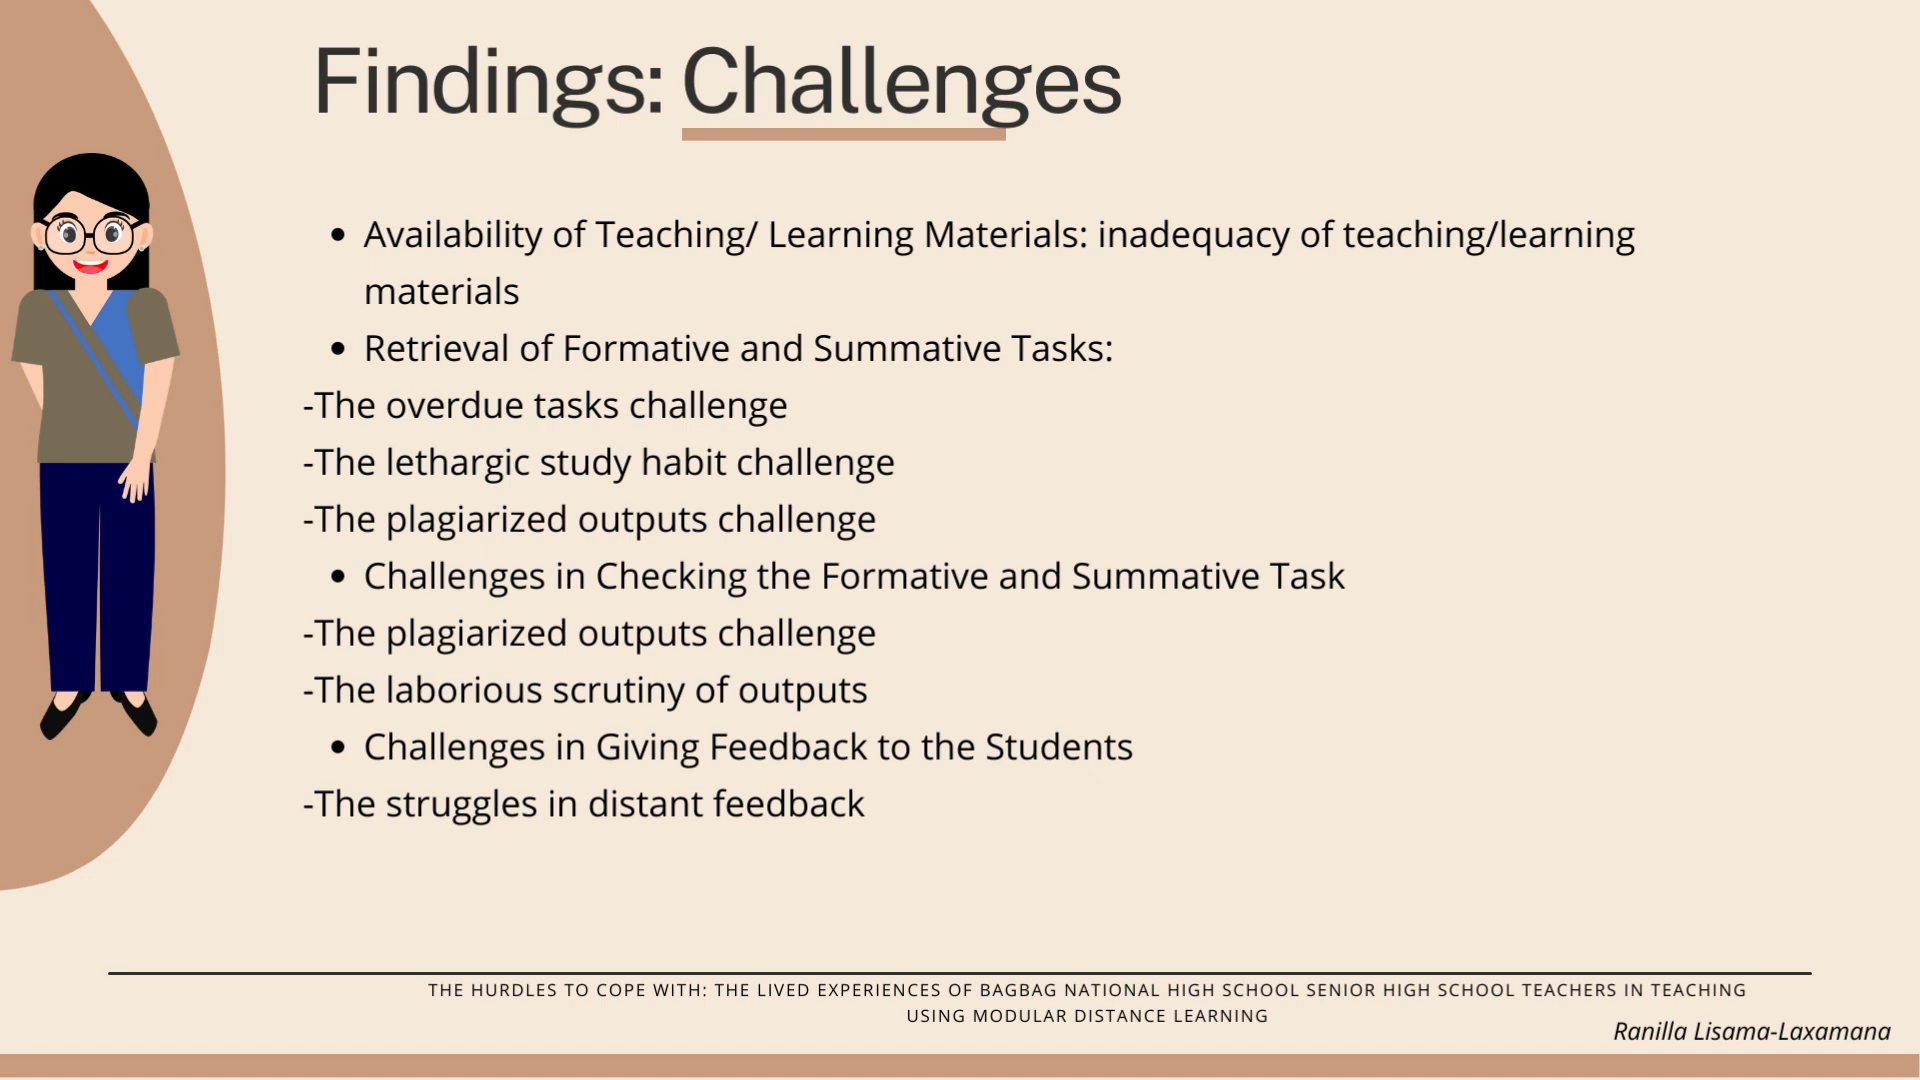 Findings: Challenges
• Availability of Teaching/ Learning Materials: inadequacy of teaching/learning
materials
• Retrieval of Formative and Summative Tasks:
-The overdue tasks challenge
-The lethargic study habit challenge
-The plagiarized outputs challenge
• Challenges in Checking the Formative and Summative Task
-The plagiarized outputs challenge
-The laborious scrutiny of outputs
• Challenges in Giving Feedback to the Students
-The struggles in distant feedback
THE HURDLES TO COPE WITH: THE LIVED EXPERIENCES OF BAGBAG NATIONAL HIGH SCHOOL SENIOR HIGH SCHOOL TEACHERS IN TEACHING
USING MODULAR DISTANCE LEARNING
Ranilla Lisama-Laxamana